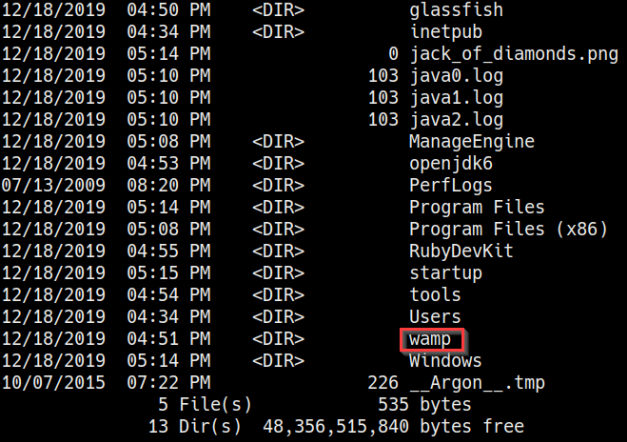 12/18/2019 04:50 PM <DIR> glassfish
12/18/2019 04:34 PM <DIR> inetpub
12/18/2019 05:14 PM 0 jack_of_diamonds.png
12/18/2019 05:10 PM 103 java0.log
12/18/2019 05:10 PM 103 java1.log
12/18/2019 05:10 PM 103 java2.log
12/18/2019 05:08 PM <DIR> ManageEngine
12/18/2019 04:53 PM <DIR> openjdk6
07/13/2009 08:20 PM <DIR> PerfLogs
12/18/2019 05:14 PM <DIR> Program Files
12/18/2019 05:08 PM <DIR> Program Files (x86)
12/18/2019 04:55 PM <DIR> RubyDevKit
12/18/2019 05:15 PM <DIR> startup
12/18/2019 04:54 PM <DIR> tools
12/18/2019 04:34 PM <DIR> Users
12/18/2019 04:51 PM <DIR> wamp
12/18/2019 05:14 PM <DIR> Windows
10/07/2015 07:22 PM 226 __Argon__.tmp
5 File(s) 535 bytes
13 Dir(s) 48,356,515,840 bytes free